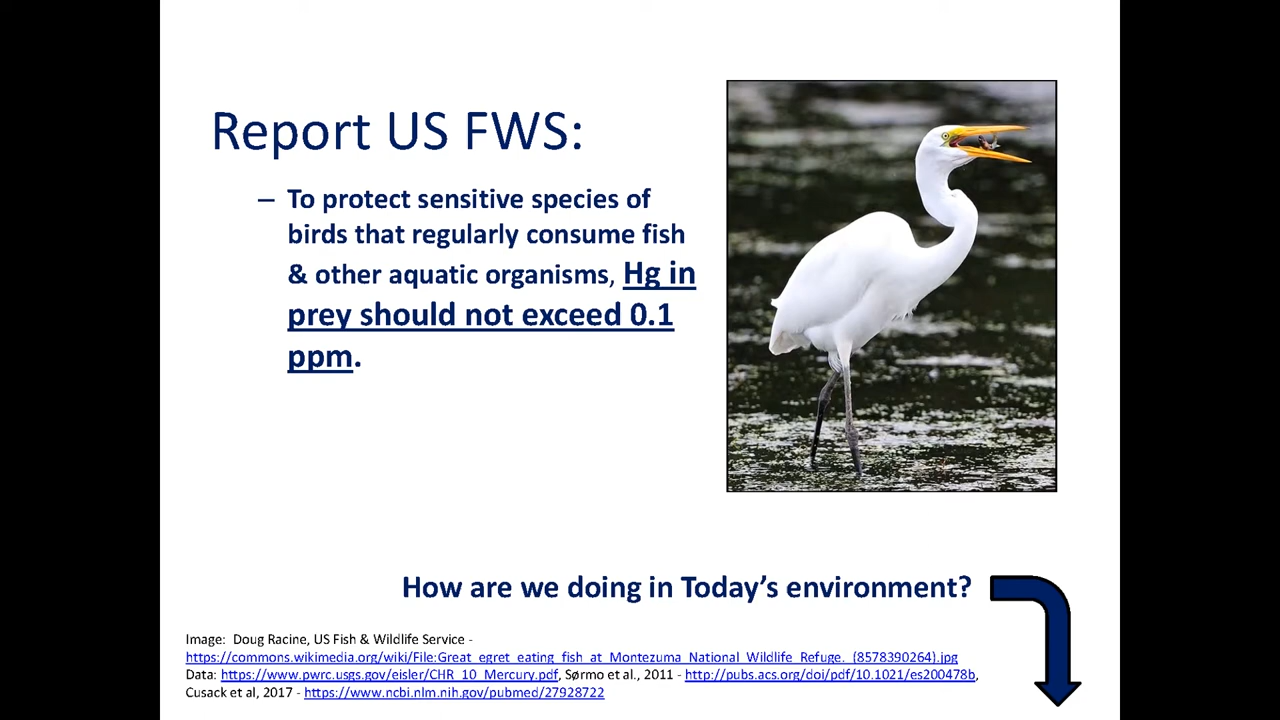 Report US FWS:
– To protect sensitive species of
birds that regularly consume fish
& other aquatic organisms, Hg in
prey should not exceed 0.1
ppm.
How are we doing in Today’s environment?
Image: Doug Racine, US Fish & Wildlife Service -
https://commons.wikimedia.org/wiki/File:Great_egret_eating_fish_at_Montezuma_National_Wildlife_Refuge._(8578390264).jpg
Data: https://www.pwrc.usgs.gov/eisler/CHR_10_Mercury.pdf, Sørmo et al., 2011 - http://pubs.acs.org/doi/pdf/10.1021/es200478b,
Cusack et al, 2017 - https://www.ncbi.nlm.nih.gov/pubmed/27928722